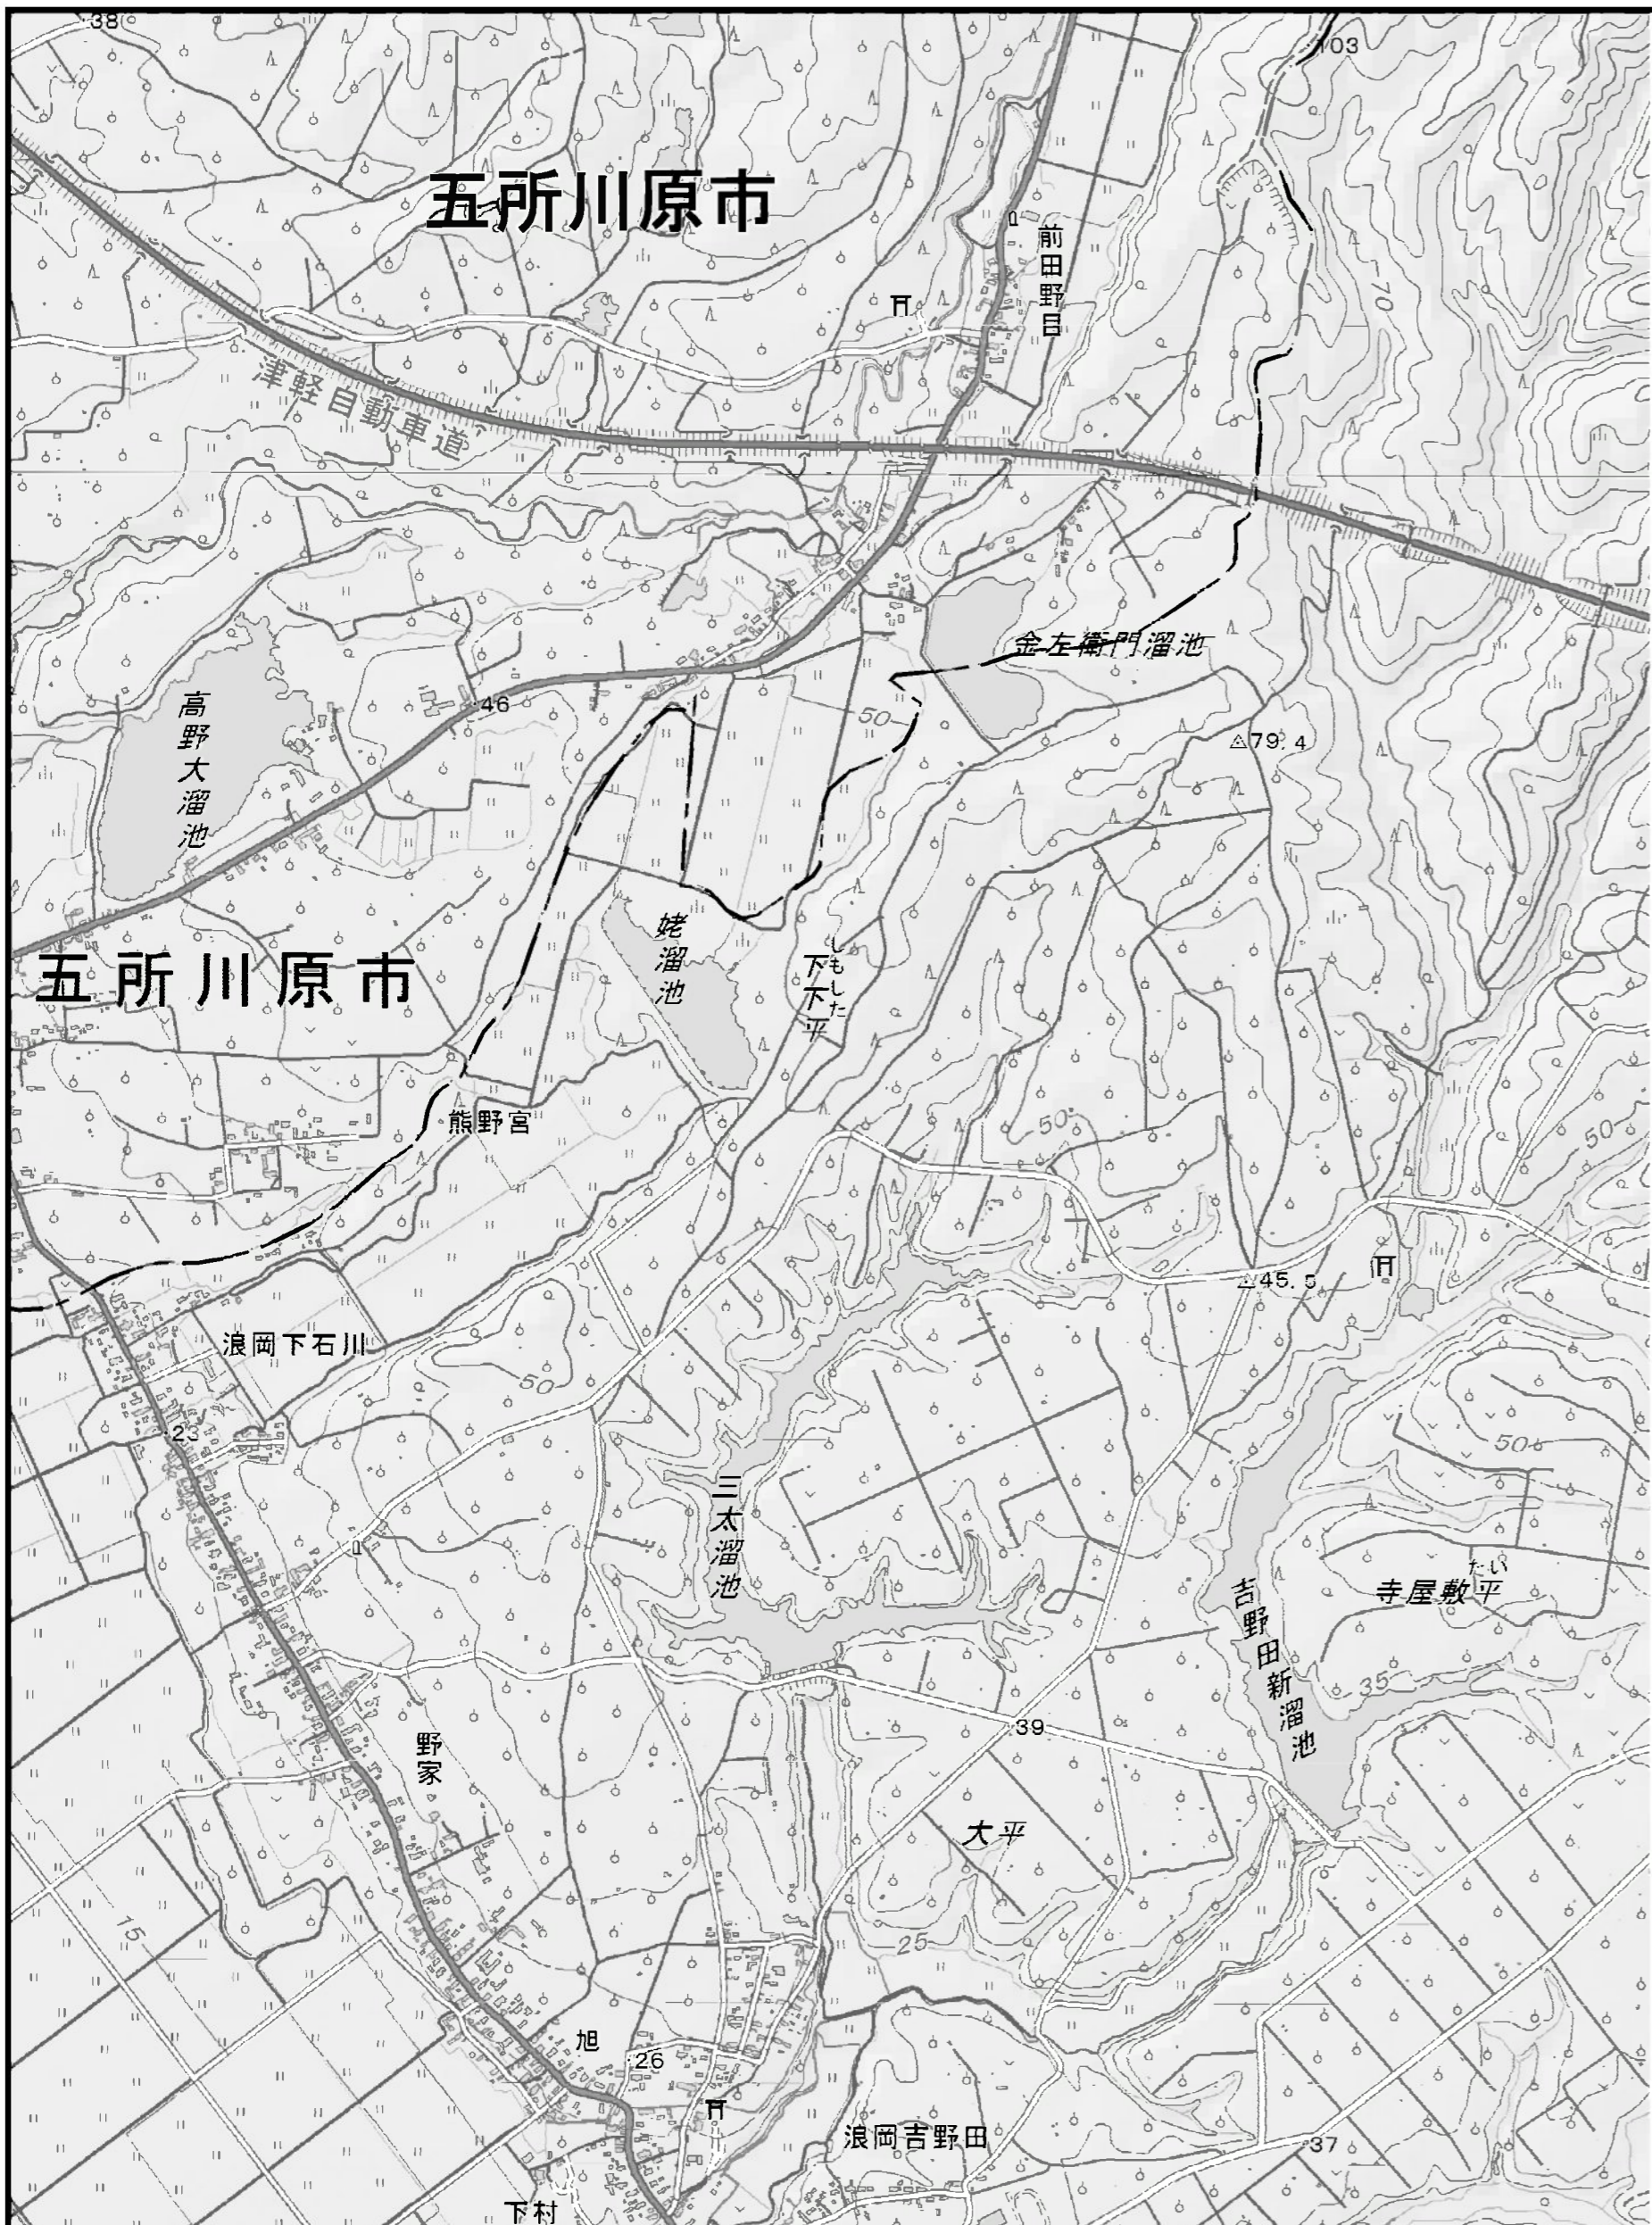 38
103
五所川原市
前田野目
70
津軽自動車道
金左衛門溜池
高野大溜池
46
50
79.4
姥溜池
下下平
しもした
五所川原市
熊野宮
50
50
45.5
浪岡下石川
50
23
50
三太溜池
寺屋敷平
たい
吉野田新溜池
35
39
野家
大平
15
25
旭
26
浪岡吉野田
37
下村